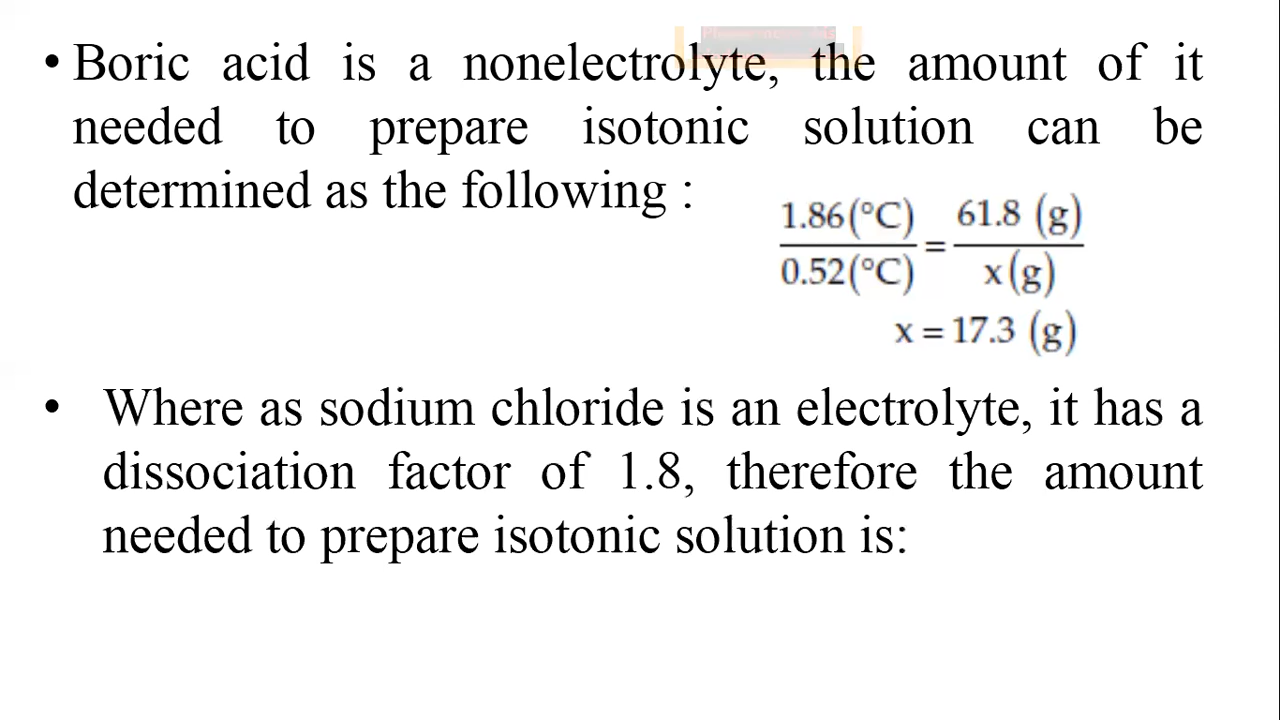 • Boric acid is a nonelectrolyte, the amount of it
needed to prepare isotonic solution can be
determined as the following :
1.86(°C) / 0.52(°C) = 61.8 (g) / x(g)
x = 17.3 (g)
• Where as sodium chloride is an electrolyte, it has a
dissociation factor of 1.8, therefore the amount
needed to prepare isotonic solution is: